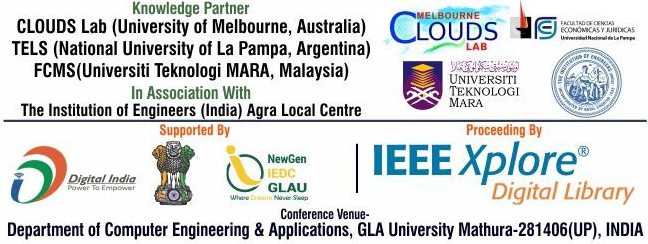 Knowledge Partner
CLOUDS Lab (University of Melbourne, Australia)
TELS (National University of La Pampa, Argentina)
FCMS(Universiti Teknologi MARA, Malaysia)
In Association With
The Institution of Engineers (India) Agra Local Centre
MELBOURNE
CLOUDS
LAB
FACULTAD DE CIENCIAS
ECONÓMICAS Y JURÍDICAS
Universidad Nacional de La Pampa
UNIVERSITI
TEKNOLOGI
MARA
Supported By
Digital India
Power To Empower
NewGen
IEDC
GLAU
Where Dreams Never Sleep
Proceeding By
IEEE Xplore®
Digital Library
Conference Venue-
Department of Computer Engineering & Applications, GLA University Mathura-281406(UP), INDIA